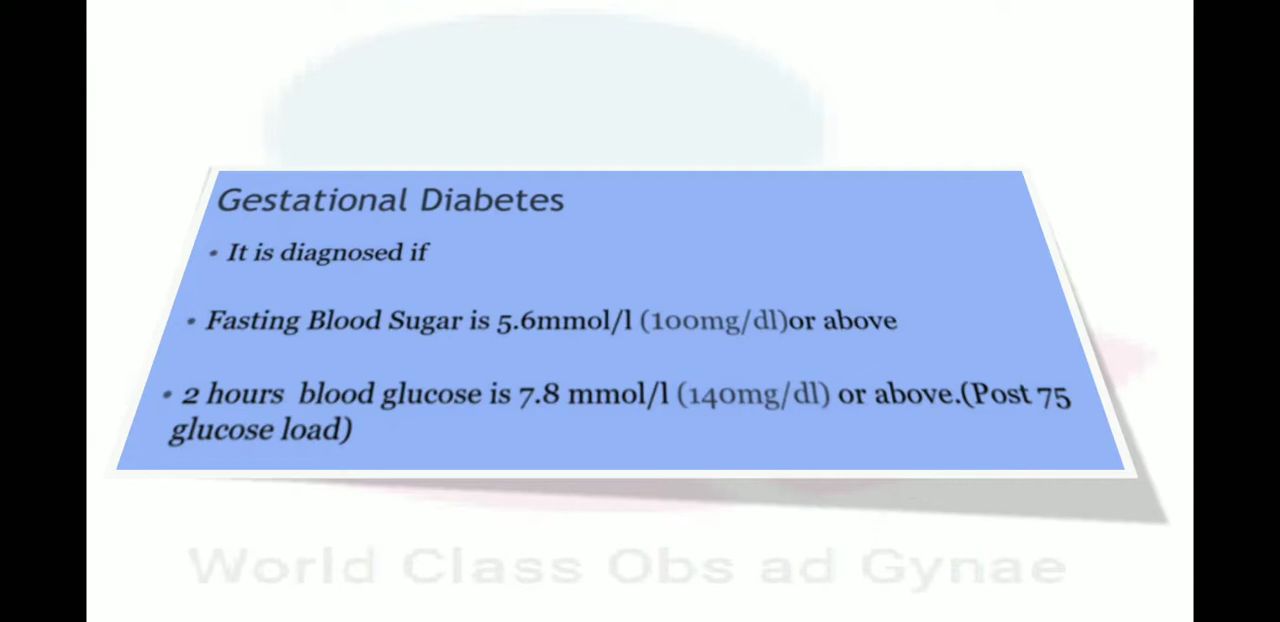 Gestational Diabetes
• It is diagnosed if
• Fasting Blood Sugar is 5.6mmol/l (100mg/dl)or above
• 2 hours blood glucose is 7.8 mmol/l (140mg/dl) or above.(Post 75
glucose load)
World Class Obs ad Gynae